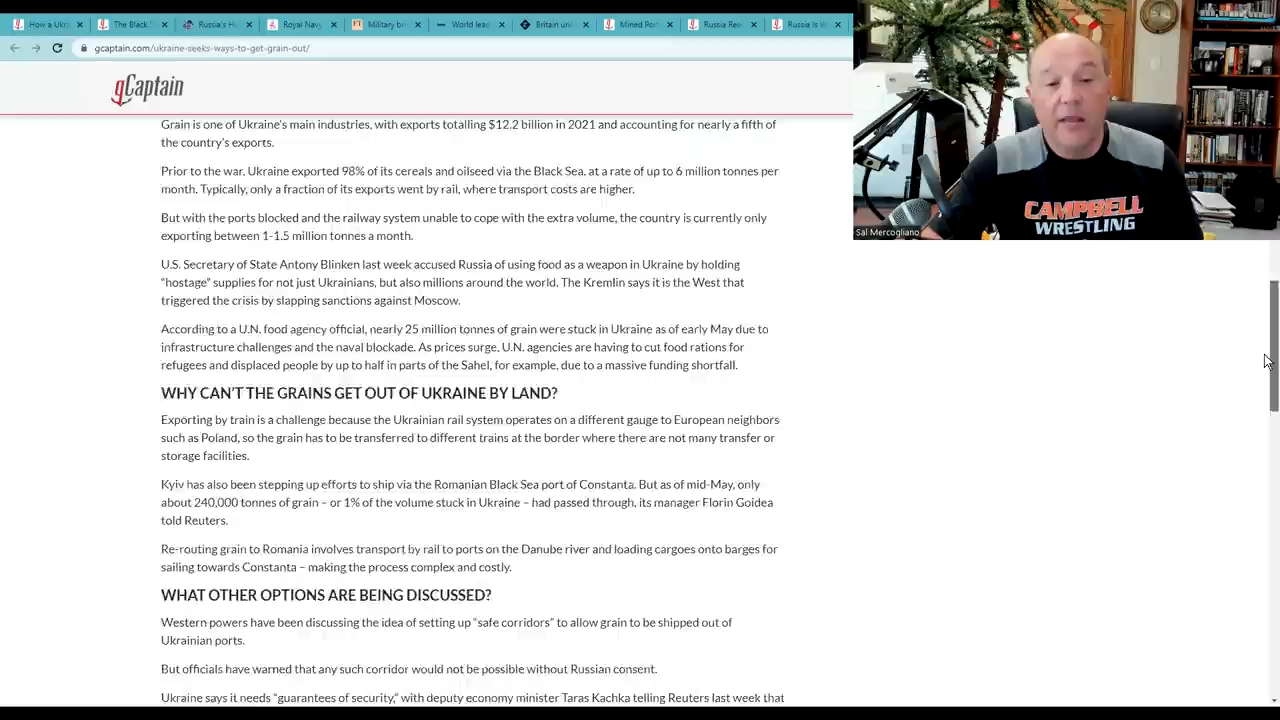 How a Ukr
The Black
Russia's H
Royal Navy
Military br
World lea
Britain un
Mined Po
Russia Re
Russia Is W
gcaptain.com/ukraine-seeks-ways-to-get-grain-out/
gCaptain
Grain is one of Ukraine's main industries, with exports totalling $12.2 billion in 2021 and accounting for nearly a fifth of
the country's exports.
Prior to the war, Ukraine exported 98% of its cereals and oilseed via the Black Sea, at a rate of up to 6 million tonnes per
month. Typically, only a fraction of its exports went by rail, where transport costs are higher.
But with the ports blocked and the railway system unable to cope with the extra volume, the country is currently only
exporting between 1-1.5 million tonnes a month.
U.S. Secretary of State Antony Blinken last week accused Russia of using food as a weapon in Ukraine by holding
“hostage” supplies for not just Ukrainians, but also millions around the world. The Kremlin says it is the West that
triggered the crisis by slapping sanctions against Moscow.
According to a U.N. food agency official, nearly 25 million tonnes of grain were stuck in Ukraine as of early May due to
infrastructure challenges and the naval blockade. As prices surge, U.N. agencies are having to cut food rations for
refugees and displaced people by up to half in parts of the Sahel, for example, due to a massive funding shortfall.
WHY CAN'T THE GRAINS GET OUT OF UKRAINE BY LAND?
Exporting by train is a challenge because the Ukrainian rail system operates on a different gauge to European neighbors
such as Poland, so the grain has to be transferred to different trains at the border where there are not many transfer or
storage facilities.
Kyiv has also been stepping up efforts to ship via the Romanian Black Sea port of Constanta. But as of mid-May, only
about 240,000 tonnes of grain – or 1% of the volume stuck in Ukraine – had passed through, its manager Florin Goidea
told Reuters.
Re-routing grain to Romania involves transport by rail to ports on the Danube river and loading cargoes onto barges for
sailing towards Constanta – making the process complex and costly.
WHAT OTHER OPTIONS ARE BEING DISCUSSED?
Western powers have been discussing the idea of setting up “safe corridors” to allow grain to be shipped out of
Ukrainian ports.
But officials have warned that any such corridor would not be possible without Russian consent.
Ukraine says it needs “guarantees of security,” with deputy economy minister Taras Kachka telling Reuters last week that
CAMPBELL
WRESTLING
Sal Mercogliano